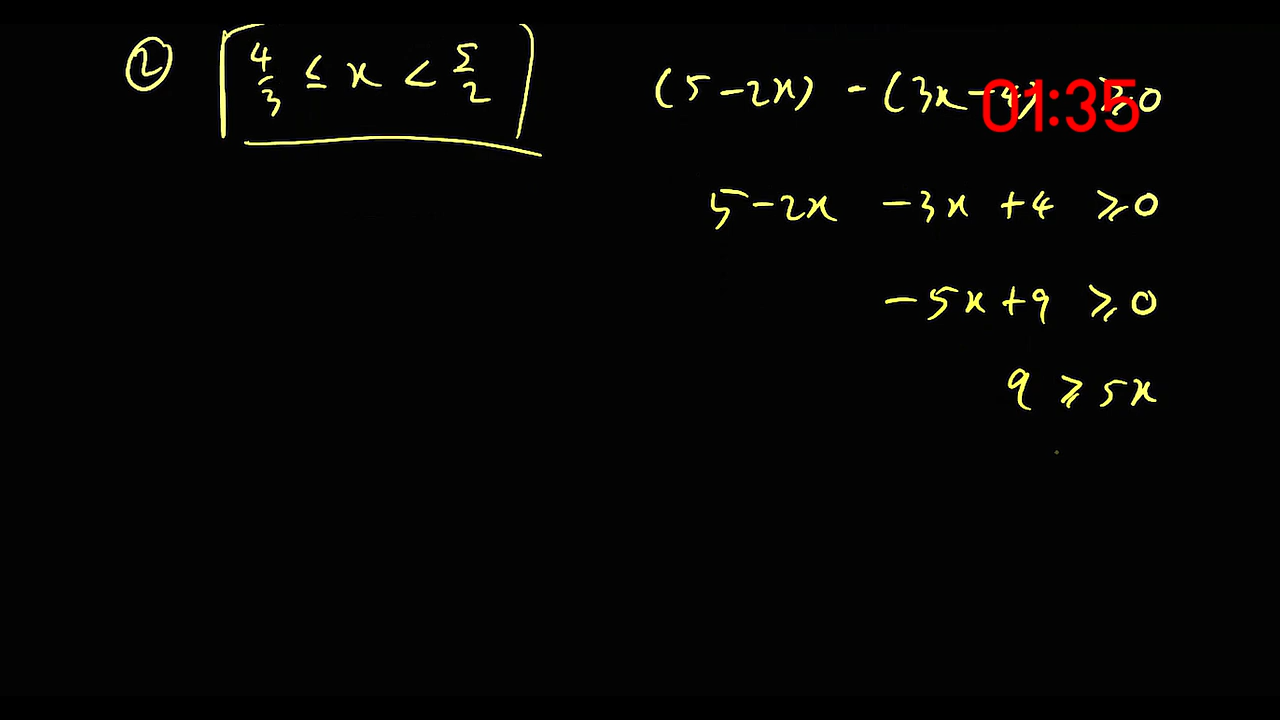 ② 4/3 ≤ x < 5/2
(5-2x) - (3x-4) ≥ 0
01:35
5-2x -3x +4 ≥ 0
-5x+9 ≥ 0
9 ≥ 5x